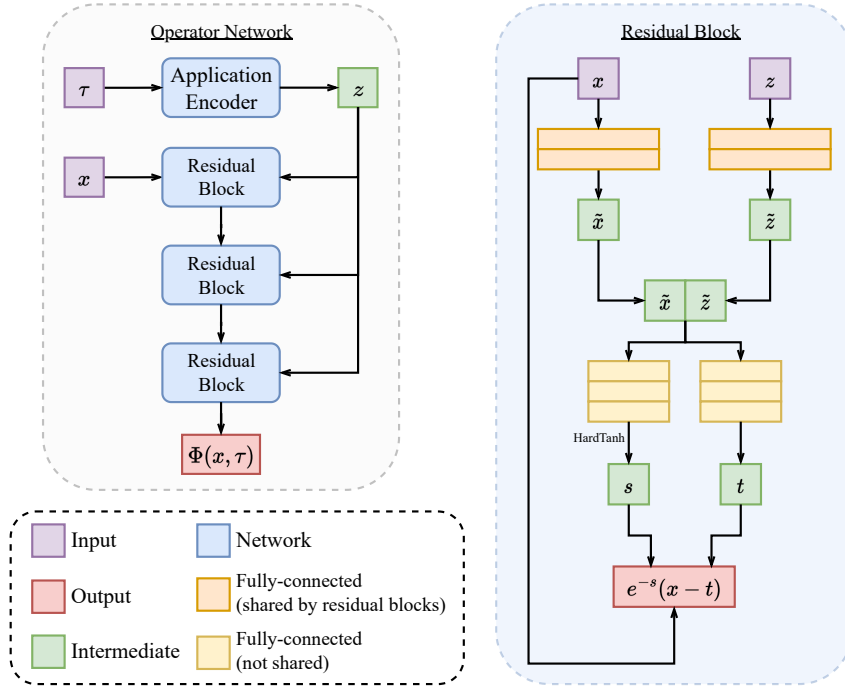 Operator Network
τ
Application
Encoder
z
x
Residual
Block
Residual
Block
Residual
Block
Φ(x, τ)
Input
Network
Output
Fully-connected
(shared by residual blocks)
Intermediate
Fully-connected
(not shared)
Residual Block
x
z
x̃
z̃
x̃
z̃
HardTanh
s
t
e⁻ˢ(x − t)